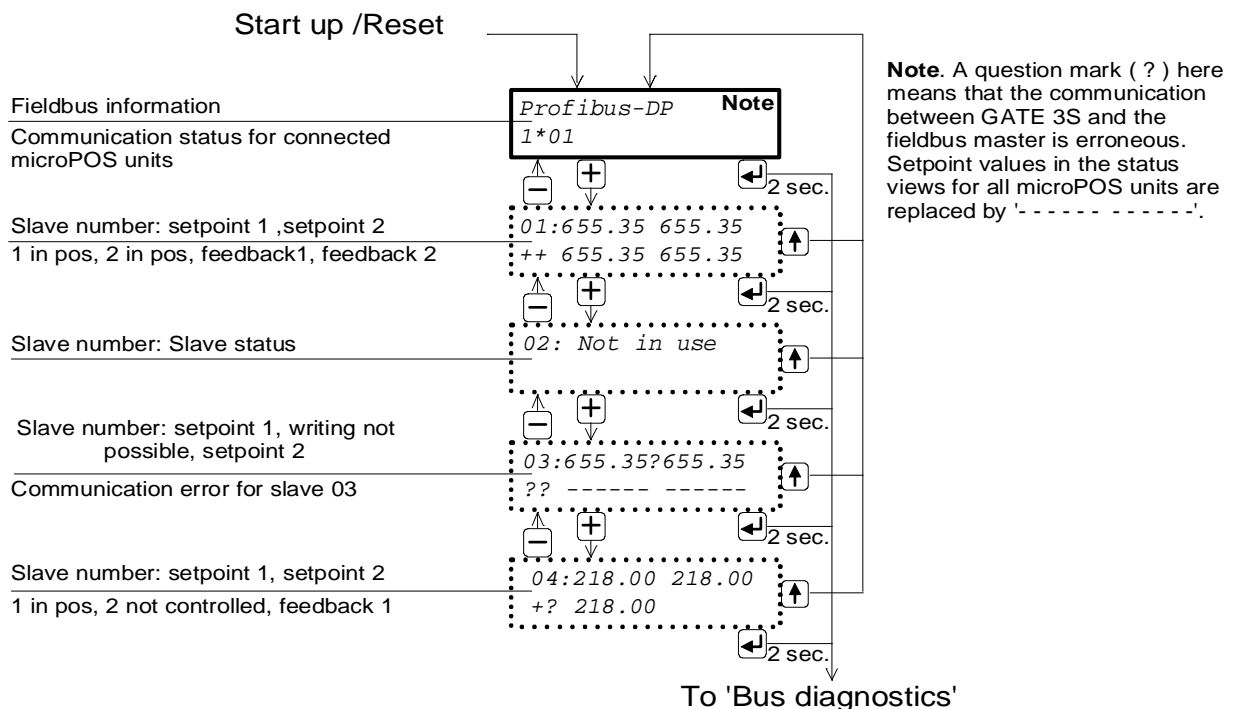 Start up /Reset
Fieldbus information
Communication status for connected
microPOS units
Profibus-DP Note
1*01
Note. A question mark ( ? ) here
means that the communication
between GATE 3S and the
fieldbus master is erroneous.
Setpoint values in the status
views for all microPOS units are
replaced by '- - - - - -  - - - - - -'.
2 sec.
Slave number: setpoint 1 ,setpoint 2
1 in pos, 2 in pos, feedback1, feedback 2
01:655.35 655.35
++ 655.35 655.35
2 sec.
Slave number: Slave status
02: Not in use
2 sec.
Slave number: setpoint 1, writing not
possible, setpoint 2
Communication error for slave 03
03:655.35?655.35
?? ------ ------
2 sec.
Slave number: setpoint 1, setpoint 2
1 in pos, 2 not controlled, feedback 1
04:218.00 218.00
+? 218.00
2 sec.
To 'Bus diagnostics'